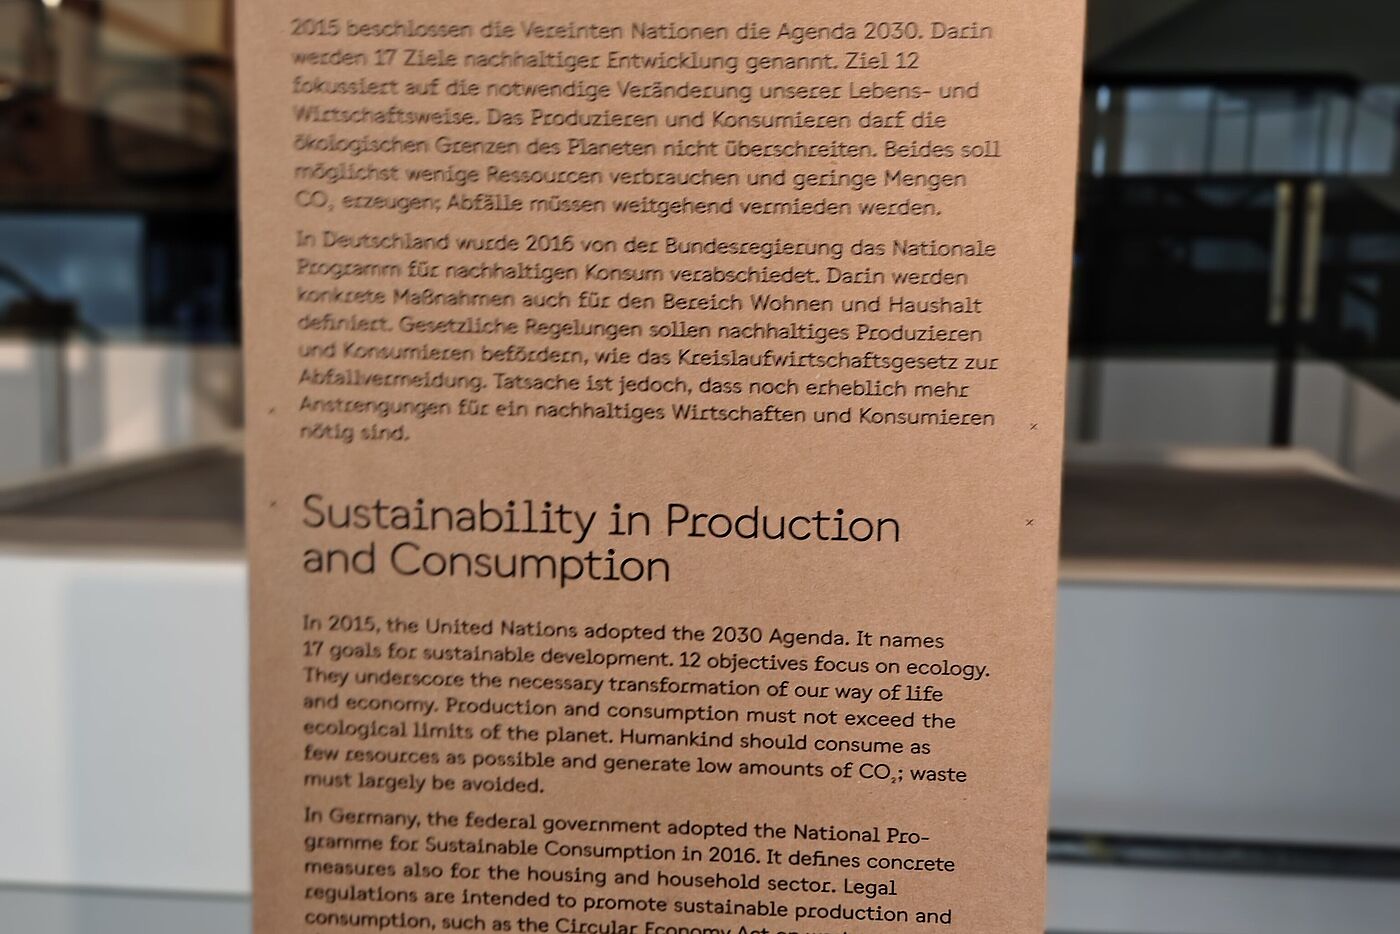 2015 beschlossen die Vereinten Nationen die Agenda 2030. Darin
werden 17 Ziele nachhaltiger Entwicklung genannt. Ziel 12
fokussiert auf die notwendige Veränderung unserer Lebens- und
Wirtschaftsweise. Das Produzieren und Konsumieren darf die
ökologischen Grenzen des Planeten nicht überschreiten. Beides soll
möglichst wenige Ressourcen verbrauchen und geringe Mengen
CO₂ erzeugen; Abfälle müssen weitgehend vermieden werden.
In Deutschland wurde 2016 von der Bundesregierung das Nationale
Programm für nachhaltigen Konsum verabschiedet. Darin werden
konkrete Maßnahmen auch für den Bereich Wohnen und Haushalt
definiert. Gesetzliche Regelungen sollen nachhaltiges Produzieren
und Konsumieren befördern, wie das Kreislaufwirtschaftsgesetz zur
Abfallvermeidung. Tatsache ist jedoch, dass noch erheblich mehr
Anstrengungen für ein nachhaltiges Wirtschaften und Konsumieren
nötig sind.
Sustainability in Production
and Consumption
In 2015, the United Nations adopted the 2030 Agenda. It names
17 goals for sustainable development. 12 objectives focus on ecology.
They underscore the necessary transformation of our way of life
and economy. Production and consumption must not exceed the
ecological limits of the planet. Humankind should consume as
few resources as possible and generate low amounts of CO₂; waste
must largely be avoided.
In Germany, the federal government adopted the National Pro-
gramme for Sustainable Consumption in 2016. It defines concrete
measures also for the housing and household sector. Legal
regulations are intended to promote sustainable production and
consumption, such as the Circular Economy Act